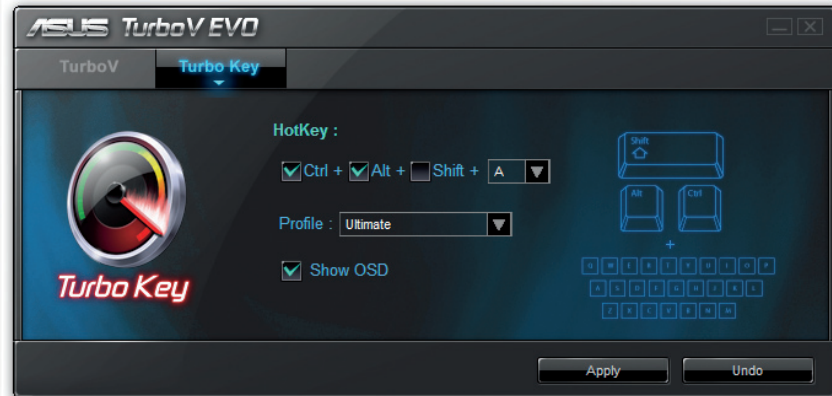 ASUS TurboV EVO
TurboV Turbo Key
HotKey :
Ctrl + Alt + Shift + A
Profile : Ultimate
Show OSD
Turbo Key
Shift
Alt Ctrl
+
Apply Undo